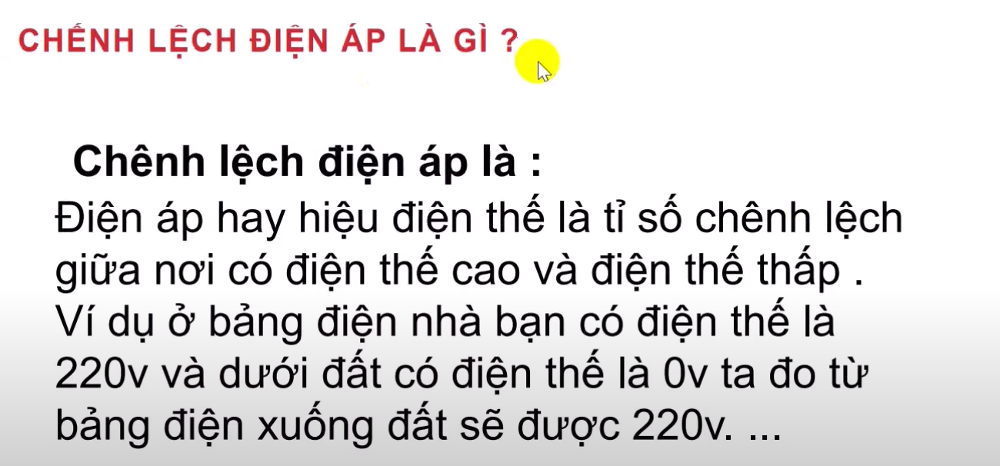 CHÊNH LỆCH ĐIỆN ÁP LÀ GÌ ?
Chênh lệch điện áp là :
Điện áp hay hiệu điện thế là tỉ số chênh lệch
giữa nơi có điện thế cao và điện thế thấp .
Ví dụ ở bảng điện nhà bạn có điện thế là
220v và dưới đất có điện thế là 0v ta đo từ
bảng điện xuống đất sẽ được 220v. ...